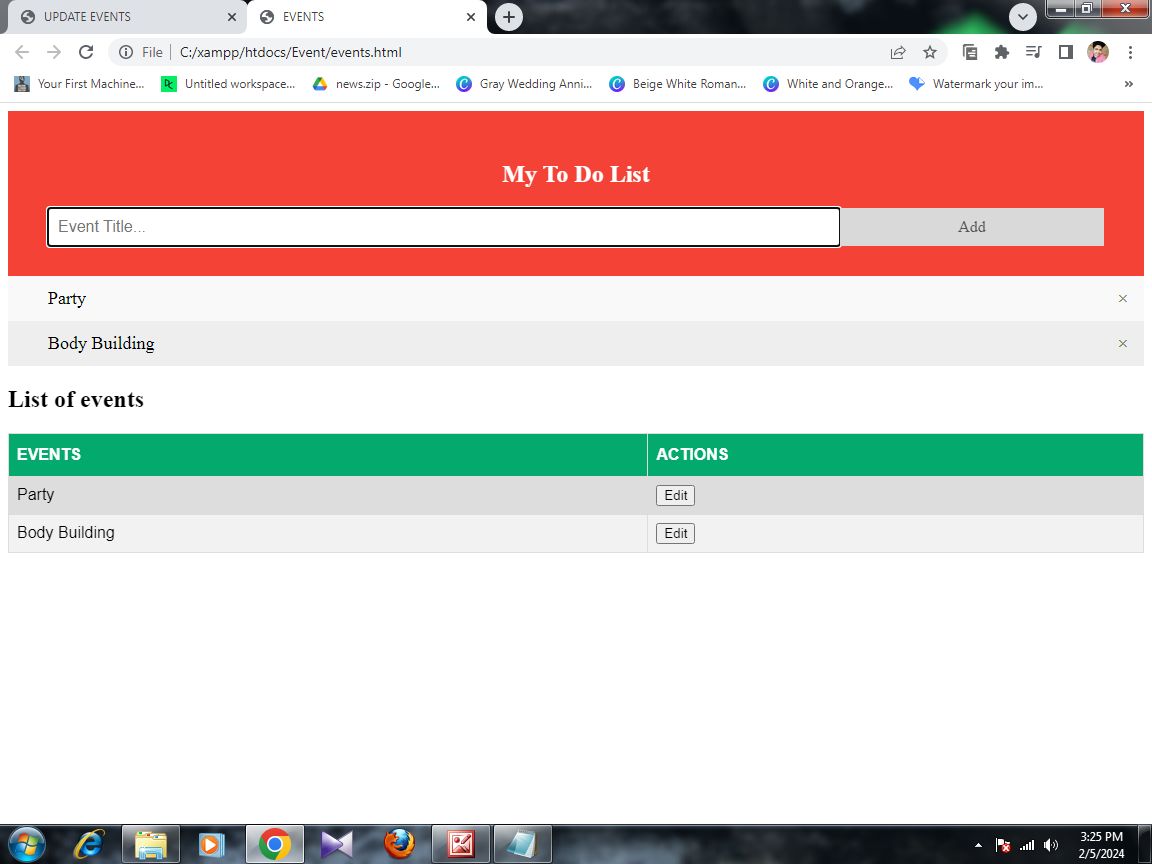 UPDATE EVENTS
EVENTS
File C:/xampp/htdocs/Event/events.html
Your First Machine... Untitled workspace... news.zip - Google... Gray Wedding Anni... Beige White Roman... White and Orange... Watermark your im... »
My To Do List
Event Title... Add
Party ×
Body Building ×
List of events
EVENTS ACTIONS
Party Edit
Body Building Edit
3:25 PM
2/5/2024